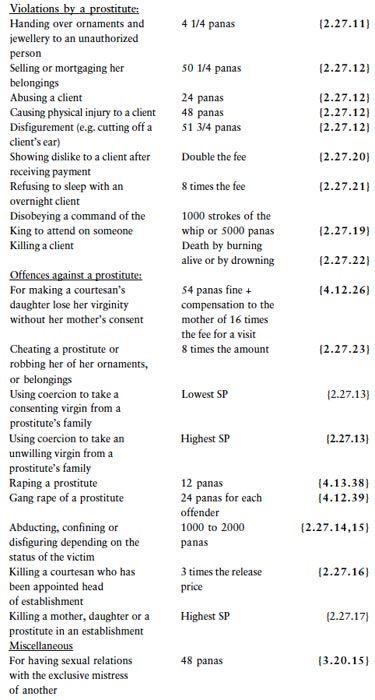 Violations by a prostitute:
Handing over ornaments and 4 1/4 panas {2.27.11}
jewellery to an unauthorized
person
Selling or mortgaging her 50 1/4 panas {2.27.12}
belongings
Abusing a client 24 panas {2.27.12}
Causing physical injury to a client 48 panas {2.27.12}
Disfigurement (e.g. cutting off a 51 3/4 panas {2.27.12}
client's ear)
Showing dislike to a client after Double the fee {2.27.20}
receiving payment
Refusing to sleep with an 8 times the fee {2.27.21}
overnight client
Disobeying a command of the 1000 strokes of the
King to attend on someone whip or 5000 panas {2.27.19}
Killing a client Death by burning
alive or by drowning {2.27.22}
Offences against a prostitute:
For making a courtesan's 54 panas fine + {4.12.26}
daughter lose her virginity compensation to the
without her mother's consent mother of 16 times
the fee for a visit
Cheating a prostitute or 8 times the amount {2.27.23}
robbing her of her ornaments,
or belongings
Using coercion to take a Lowest SP {2.27.13}
consenting virgin from a
prostitute's family
Using coercion to take an Highest SP {2.27.13}
unwilling virgin from a
prostitute's family
Raping a prostitute 12 panas {4.13.38}
Gang rape of a prostitute 24 panas for each {4.12.39}
offender
Abducting, confining or 1000 to 2000 {2.27.14,15}
disfiguring depending on the panas
status of the victim
Killing a courtesan who has 3 times the release {2.27.16}
been appointed head price
of establishment
Killing a mother, daughter or a Highest SP {2.27.17}
prostitute in an establishment
Miscellaneous
For having sexual relations 48 panas {3.20.15}
with the exclusive mistress
of another